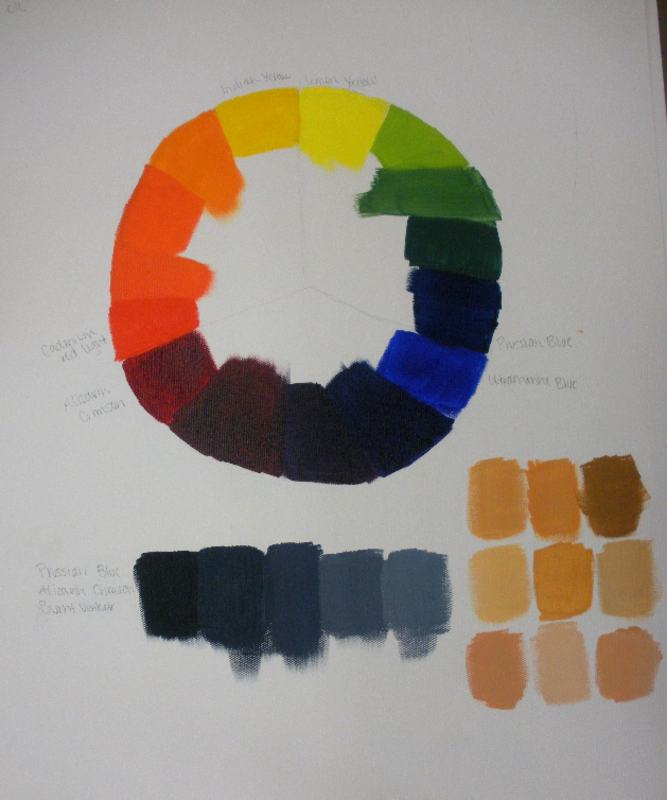 Indian Yellow
Lemon Yellow
Cadmium
red light
Alizarin
Crimson
Prussian Blue
Ultramarine Blue
Prussian Blue
Alizarin Crimson
Burnt Umber